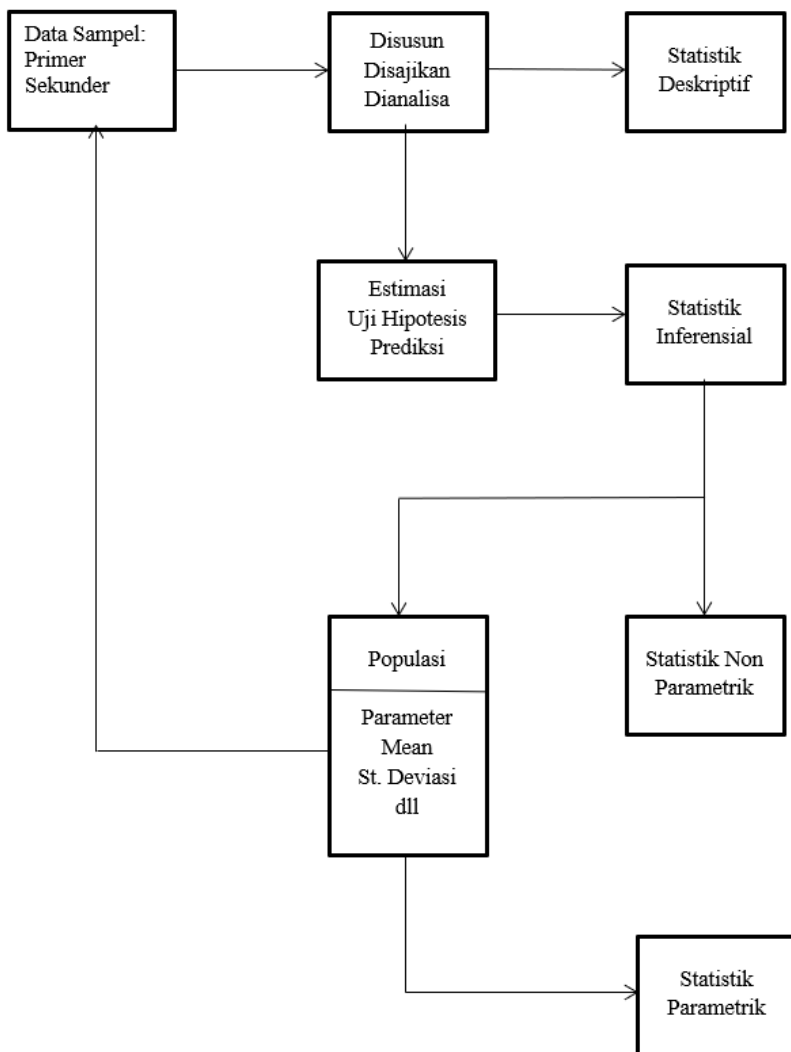 Data Sampel:
Primer
Sekunder
Disusun
Disajikan
Dianalisa
Statistik
Deskriptif
Estimasi
Uji Hipotesis
Prediksi
Statistik
Inferensial
Populasi
Parameter
Mean
St. Deviasi
dll
Statistik Non
Parametrik
Statistik
Parametrik